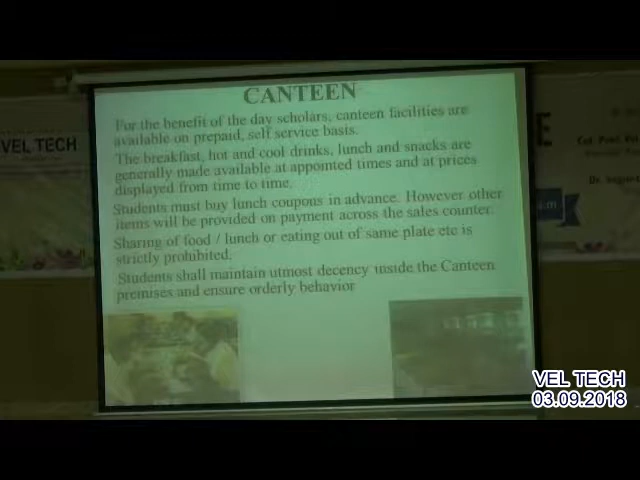 CANTEEN
For the benefit of the day scholars, canteen facilities are
available on prepaid, self service basis.
The breakfast, hot and cool drinks, lunch and snacks are
generally made available at appointed times and at prices
displayed from time to time.
Students must buy lunch coupons in advance. However other
items will be provided on payment across the sales counter.
Sharing of food / lunch or eating out of same plate etc is
strictly prohibited.
Students shall maintain utmost decency inside the Canteen
premises and ensure orderly behavior
VEL TECH
E
Col. Prof.
Dr.
VEL TECH
03.09.2018